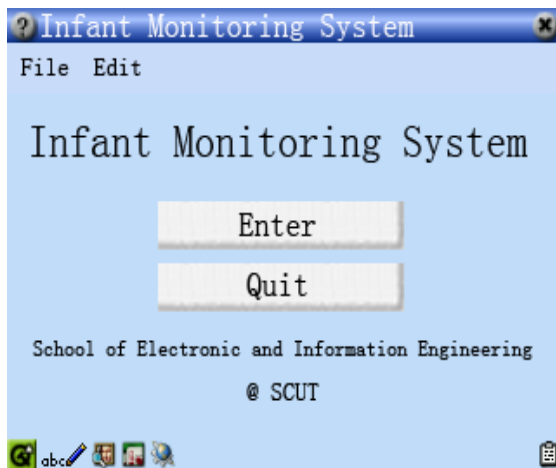 Infant Monitoring System
File Edit
Infant Monitoring System
Enter
Quit
School of Electronic and Information Engineering
@ SCUT
abc